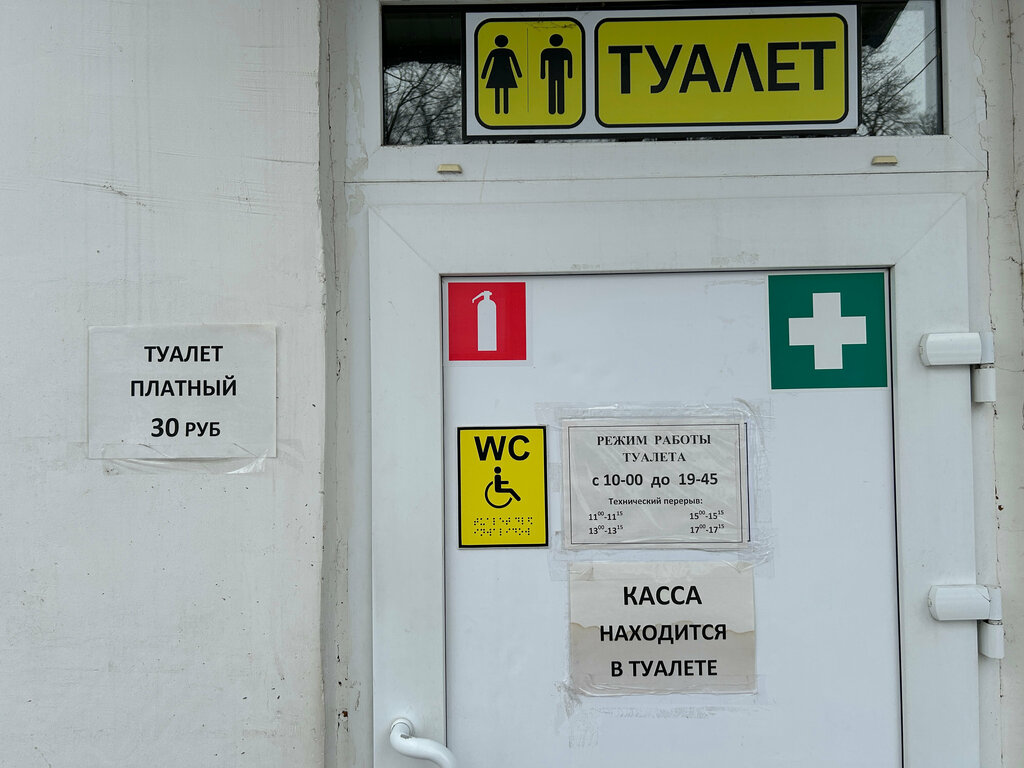 ТУАЛЕТ
ТУАЛЕТ
ПЛАТНЫЙ
30 РУБ
WC
РЕЖИМ РАБОТЫ
ТУАЛЕТА
с 10-00 до 19-45
Технический перерыв:
11⁰⁰-11¹⁵ 15⁰⁰-15¹⁵
13⁰⁰-13¹⁵ 17⁰⁰-17¹⁵
КАССА
НАХОДИТСЯ
В ТУАЛЕТЕ